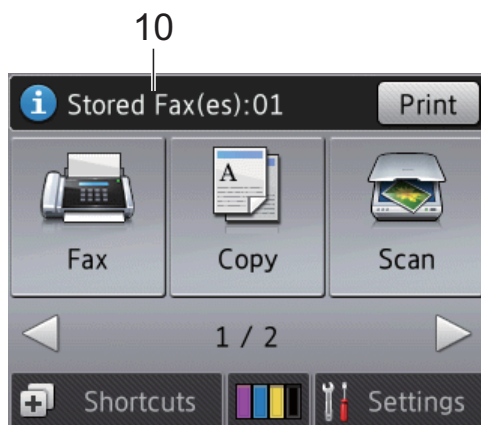 10
i Stored Fax(es):01 Print
A
Fax Copy Scan
1 / 2
Shortcuts Settings